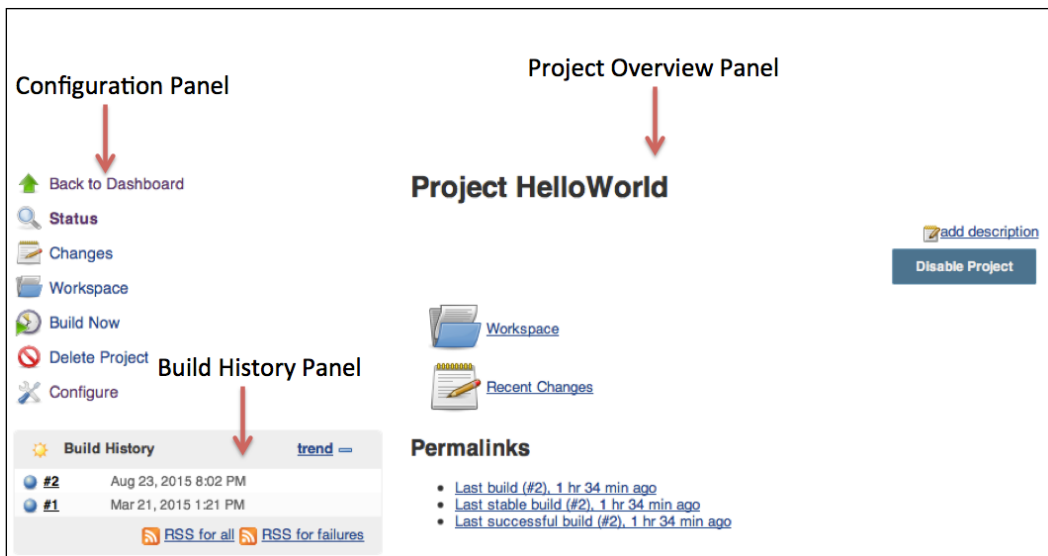 Configuration Panel
Project Overview Panel
Back to Dashboard
Status
Changes
Workspace
Build Now
Delete Project
Configure
Build History Panel
Build History trend
#2 Aug 23, 2015 8:02 PM
#1 Mar 21, 2015 1:21 PM
RSS for all RSS for failures
Project HelloWorld
add description
Disable Project
Workspace
Recent Changes
Permalinks
Last build (#2), 1 hr 34 min ago
Last stable build (#2), 1 hr 34 min ago
Last successful build (#2), 1 hr 34 min ago